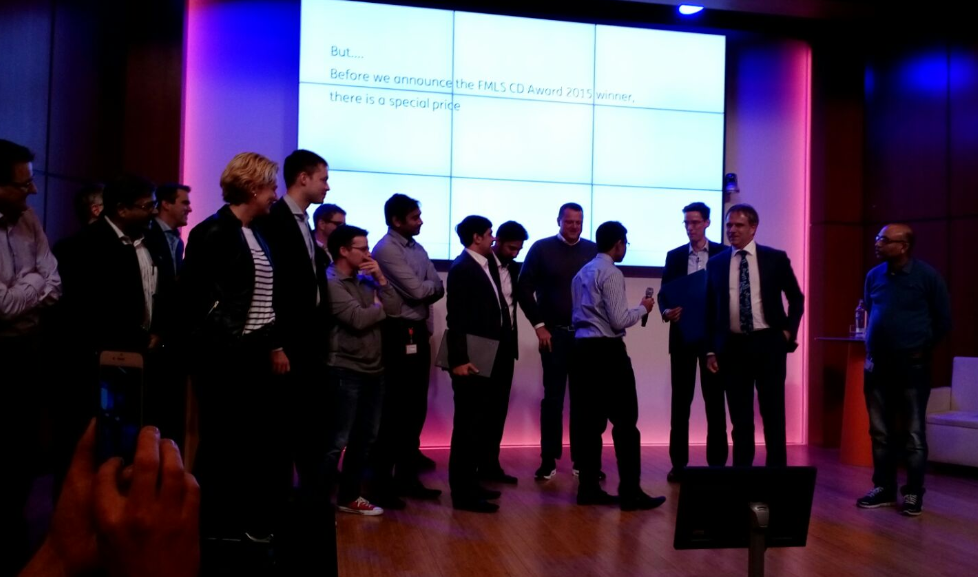 But....
Before we announce the FMLS CD Award 2015 winner,
there is a special price